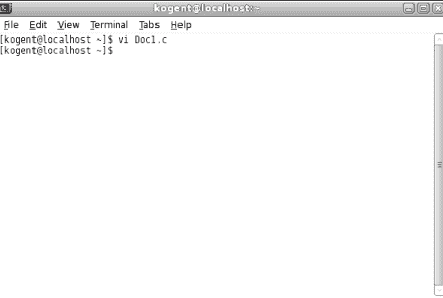 kogent@localhost:~
File Edit View Terminal Tabs Help
[kogent@localhost ~]$ vi Doc1.c
[kogent@localhost ~]$